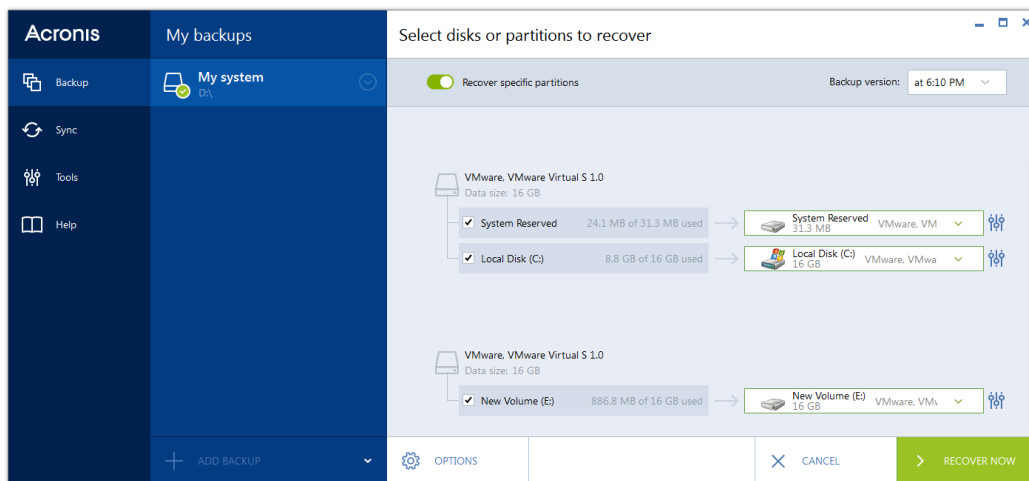 Acronis
My backups
Select disks or partitions to recover
Backup
My system
D:\
Recover specific partitions
Backup version:
at 6:10 PM
Sync
Tools
Help
VMware, VMware Virtual S 1.0
Data size: 16 GB
System Reserved 24.1 MB of 31.3 MB used
System Reserved VMware, VM
31.3 MB
Local Disk (C:) 8.8 GB of 16 GB used
Local Disk (C:) VMware, VMwa
16 GB
VMware, VMware Virtual S 1.0
Data size: 16 GB
New Volume (E:) 886.8 MB of 16 GB used
New Volume (E:) VMware, VM
16 GB
ADD BACKUP
OPTIONS
CANCEL
RECOVER NOW